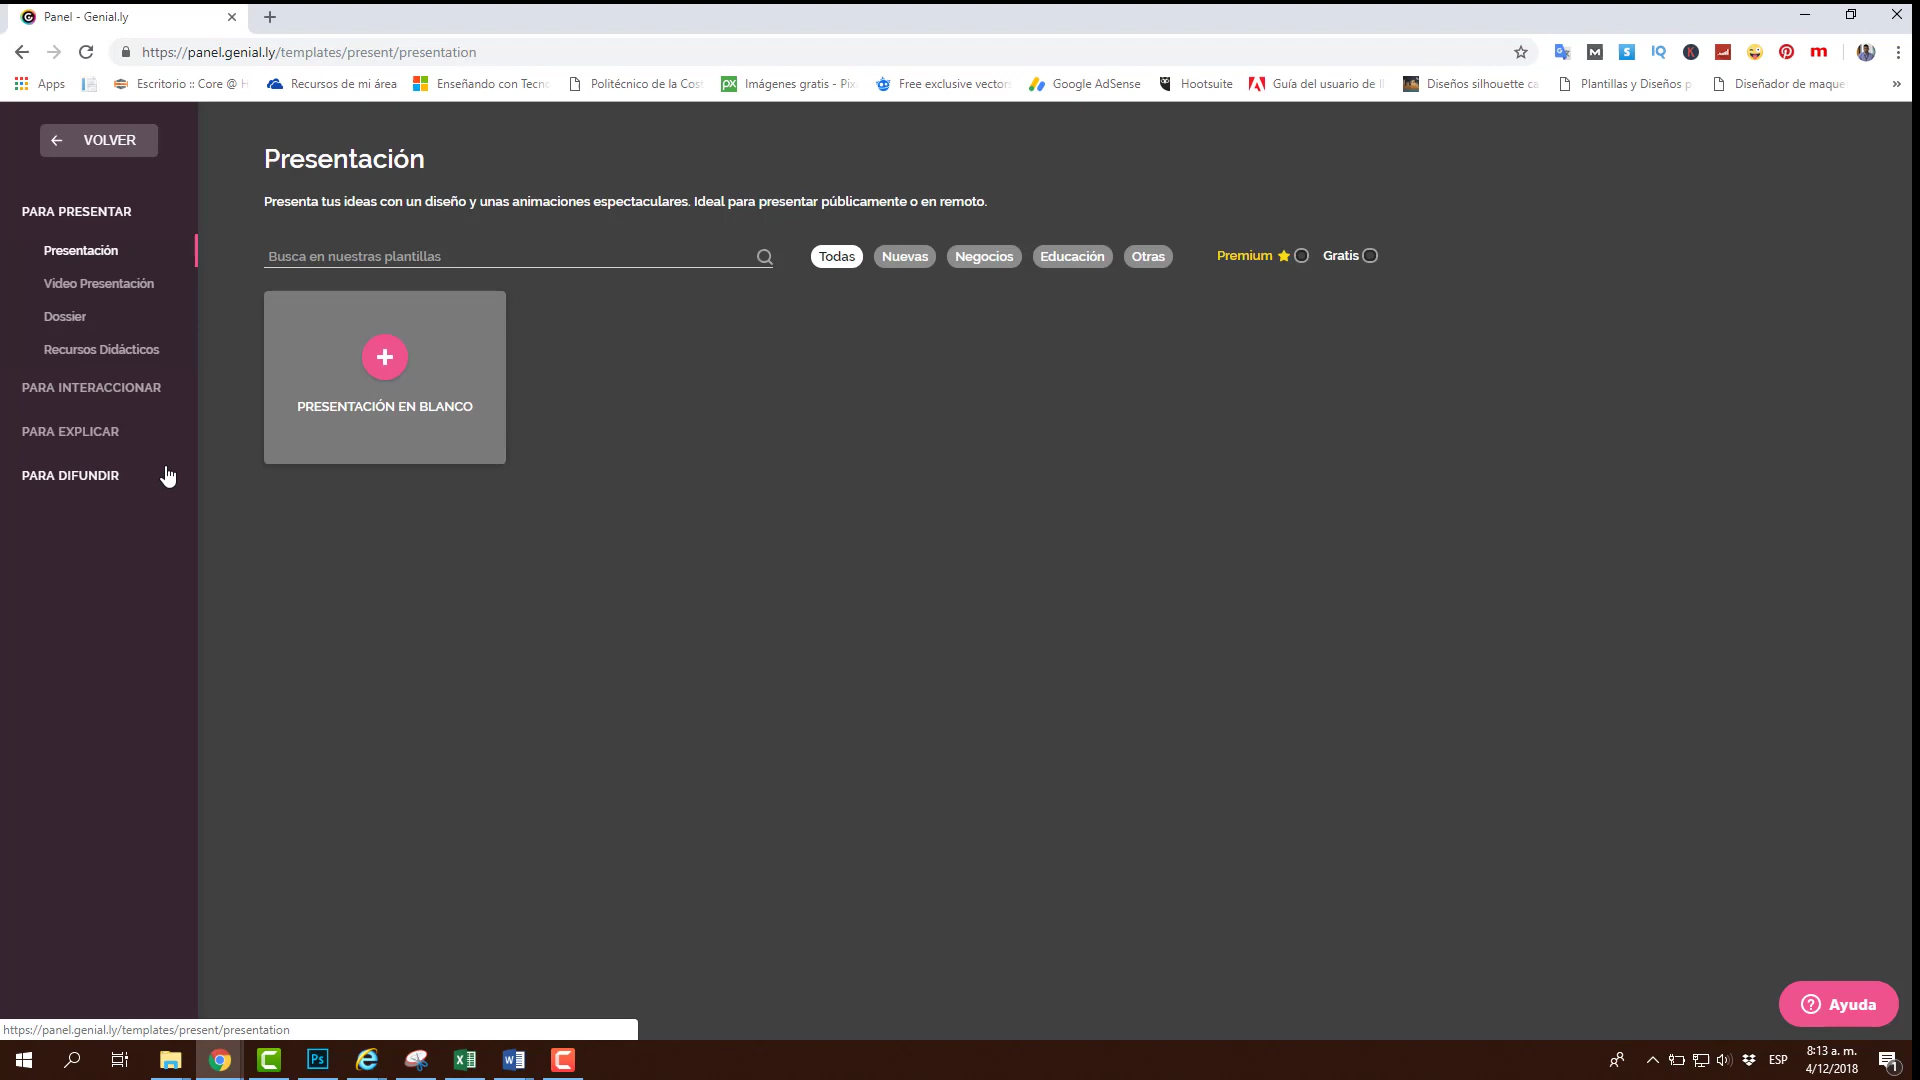 Panel - Genial.ly
https://panel.genial.ly/templates/present/presentation
Apps
Escritorio :: Core @ H
Recursos de mi área
Enseñando con Tecno
Politécnico de la Cos
Imágenes gratis - Pix
Free exclusive vectors
Google AdSense
Hootsuite
Guía del usuario de Il
Diseños silhouette ca
Plantillas y Diseños p
Diseñador de maque
VOLVER
PARA PRESENTAR
Presentación
Video Presentación
Dossier
Recursos Didácticos
PARA INTERACCIONAR
PARA EXPLICAR
PARA DIFUNDIR
Presentación
Presenta tus ideas con un diseño y unas animaciones espectaculares. Ideal para presentar públicamente o en remoto.
Busca en nuestras plantillas
Todas
Nuevas
Negocios
Educación
Otras
Premium
Gratis
PRESENTACIÓN EN BLANCO
Ayuda
https://panel.genial.ly/templates/present/presentation
ESP
8:13 a. m.
4/12/2018
1